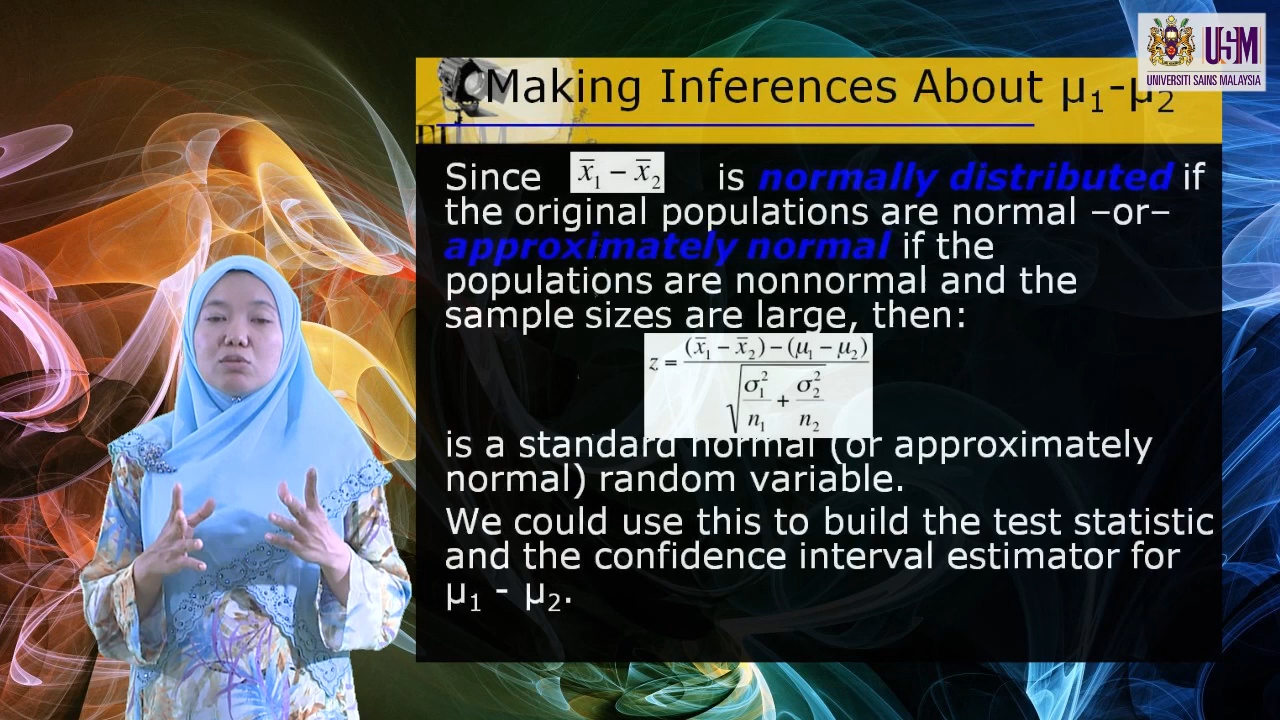 USM
UNIVERSITI SAINS MALAYSIA
Making Inferences About µ₁-µ₂
Since x̄₁ − x̄₂ is normally distributed if
the original populations are normal –or–
approximately normal if the
populations are nonnormal and the
sample sizes are large, then:
z = ((x̄₁ − x̄₂) − (μ₁ − μ₂)) / √(σ₁²/n₁ + σ₂²/n₂)
is a standard normal (or approximately
normal) random variable.
We could use this to build the test statistic
and the confidence interval estimator for
µ₁ - µ₂.